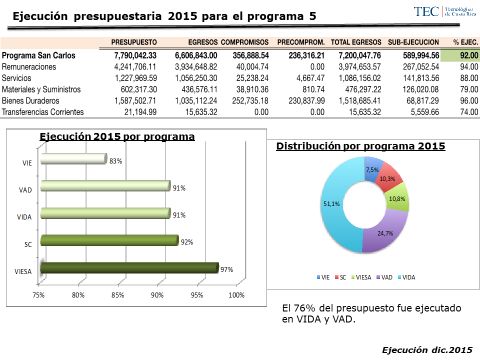 Ejecución presupuestaria 2015 para el programa 5
TEC | Tecnológico de Costa Rica
PRESUPUESTO EGRESOS COMPROMISOS PRECOMPROM. TOTAL EGRESOS SUB-EJECUCION % EJEC.
Programa San Carlos 7,790,042.33 6,606,843.00 356,888.54 236,316.21 7,200,047.76 589,994.56 92.00
Remuneraciones 4,241,706.11 3,934,648.82 40,004.74 0.00 3,974,653.57 267,052.54 94.00
Servicios 1,227,969.59 1,056,250.30 25,238.24 4,667.47 1,086,156.02 141,813.56 88.00
Materiales y Suministros 602,317.30 436,576.11 38,910.36 810.74 476,297.22 126,020.08 79.00
Bienes Duraderos 1,587,502.71 1,035,112.24 252,735.18 230,837.99 1,518,685.41 68,817.29 96.00
Transferencias Corrientes 21,194.99 15,635.32 0.00 0.00 15,635.32 5,559.66 74.00
Ejecución 2015 por programa
VIE 83%
VAD 91%
VIDA 91%
SC 92%
VIESA 97%
75% 80% 85% 90% 95% 100%
Distribución por programa 2015
7,5%
10,3%
10,8%
24,7%
51,1%
VIE SC VIESA VAD VIDA
El 76% del presupuesto fue ejecutado
en VIDA y VAD.
Ejecución dic.2015